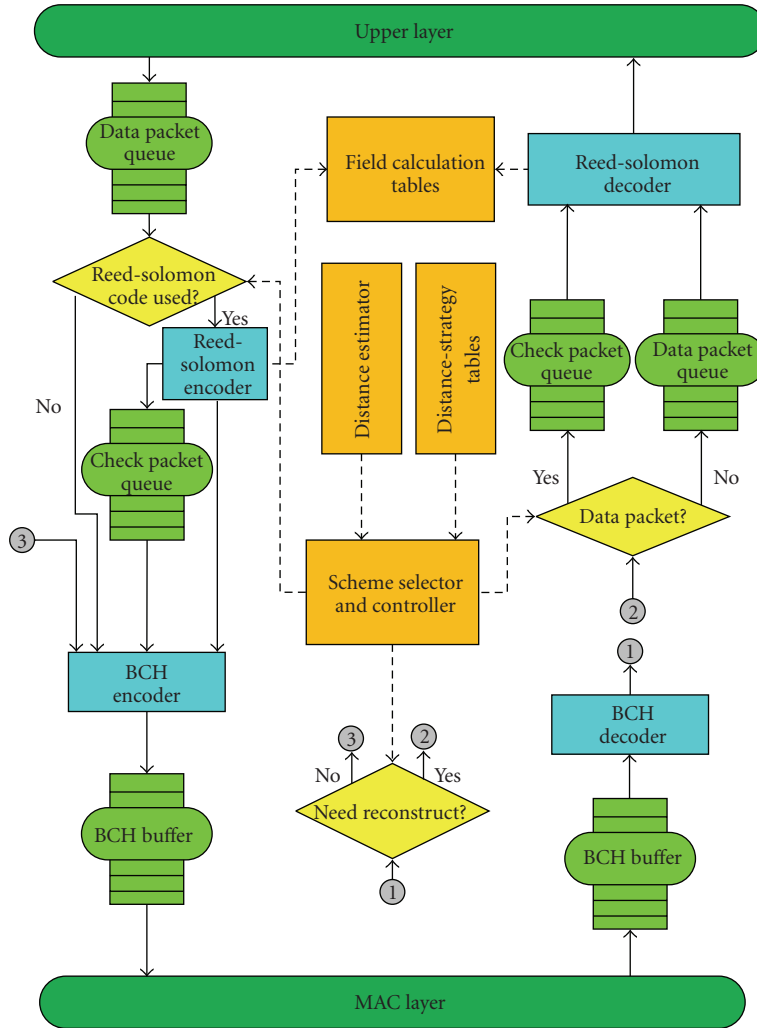 Upper layer
Data packet
queue
Field calculation
tables
Reed-solomon
decoder
Reed-solomon
code used?
Yes
Reed-
solomon
encoder
No
Distance estimator
Distance-strategy
tables
Check packet
queue
Data packet
queue
Check packet
queue
Yes
No
Data packet?
3
Scheme selector
and controller
2
1
BCH
encoder
BCH
decoder
3
2
No
Yes
Need reconstruct?
BCH buffer
BCH buffer
1
MAC layer